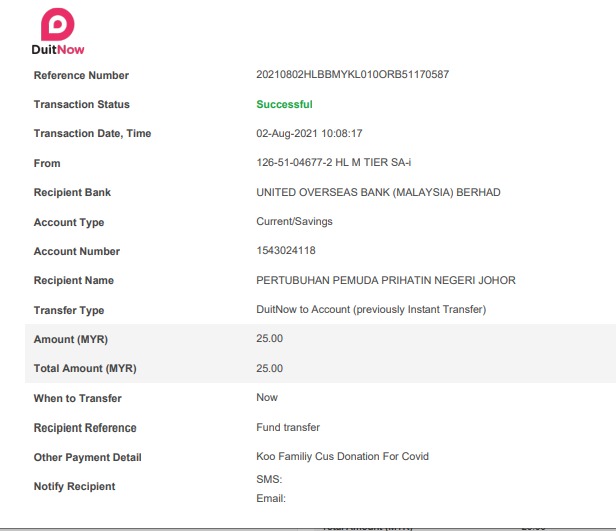 DuitNow
Reference Number 20210802HLBBMYKL010ORB51170587
Transaction Status Successful
Transaction Date, Time 02-Aug-2021 10:08:17
From 126-51-04677-2 HL M TIER SA-i
Recipient Bank UNITED OVERSEAS BANK (MALAYSIA) BERHAD
Account Type Current/Savings
Account Number 1543024118
Recipient Name PERTUBUHAN PEMUDA PRIHATIN NEGERI JOHOR
Transfer Type DuitNow to Account (previously Instant Transfer)
Amount (MYR) 25.00
Total Amount (MYR) 25.00
When to Transfer Now
Recipient Reference Fund transfer
Other Payment Detail Koo Familiy Cus Donation For Covid
Notify Recipient SMS:
Email: